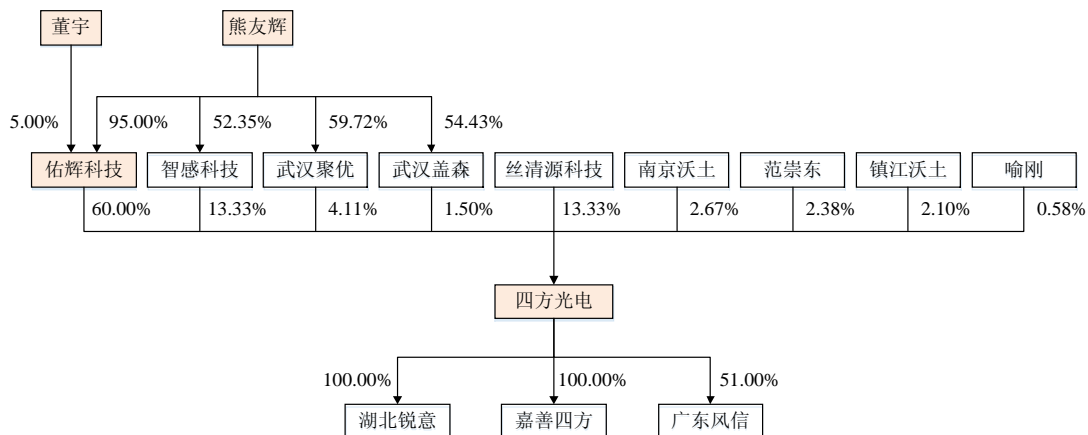 董宇 熊友辉
5.00% 95.00% 52.35% 59.72% 54.43%
佑辉科技 智感科技 武汉聚优 武汉盖森 丝清源科技 南京沃土 范崇东 镇江沃土 喻刚
60.00% 13.33% 4.11% 1.50% 13.33% 2.67% 2.38% 2.10% 0.58%
四方光电
100.00% 100.00% 51.00%
湖北锐意 嘉善四方 广东风信